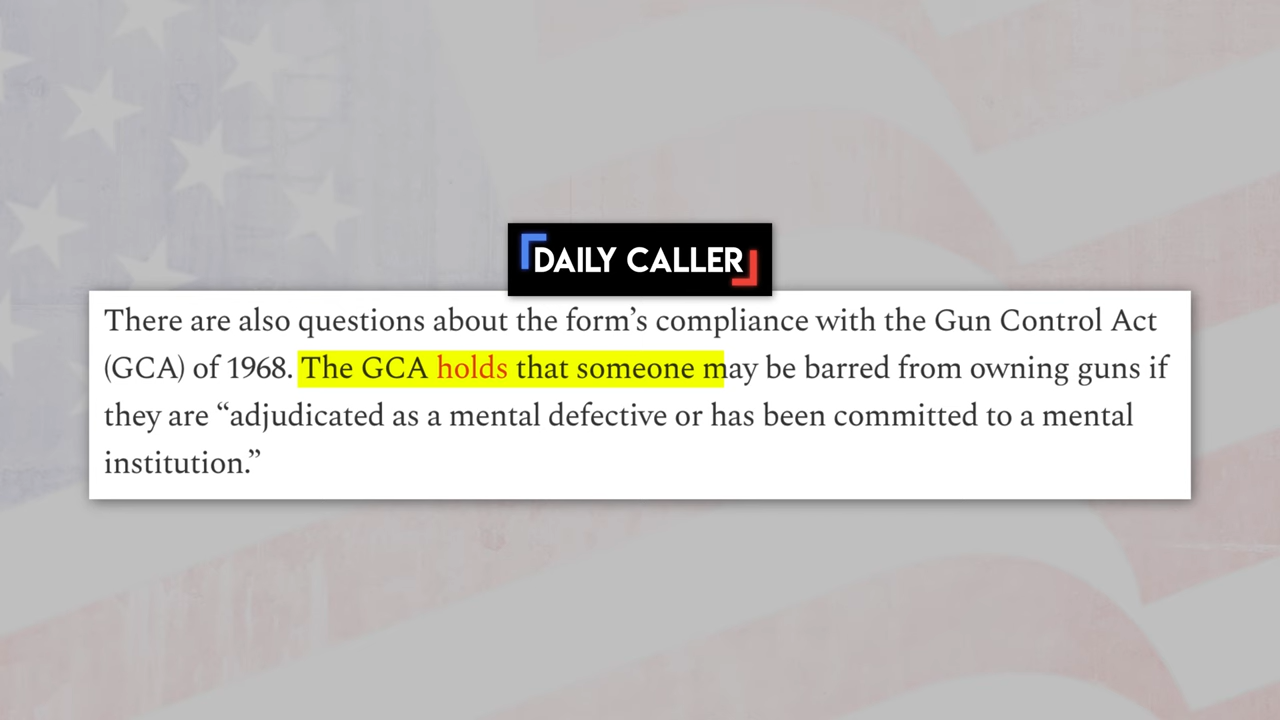 DAILY CALLER
There are also questions about the form’s compliance with the Gun Control Act
(GCA) of 1968. The GCA holds that someone may be barred from owning guns if
they are “adjudicated as a mental defective or has been committed to a mental
institution.”